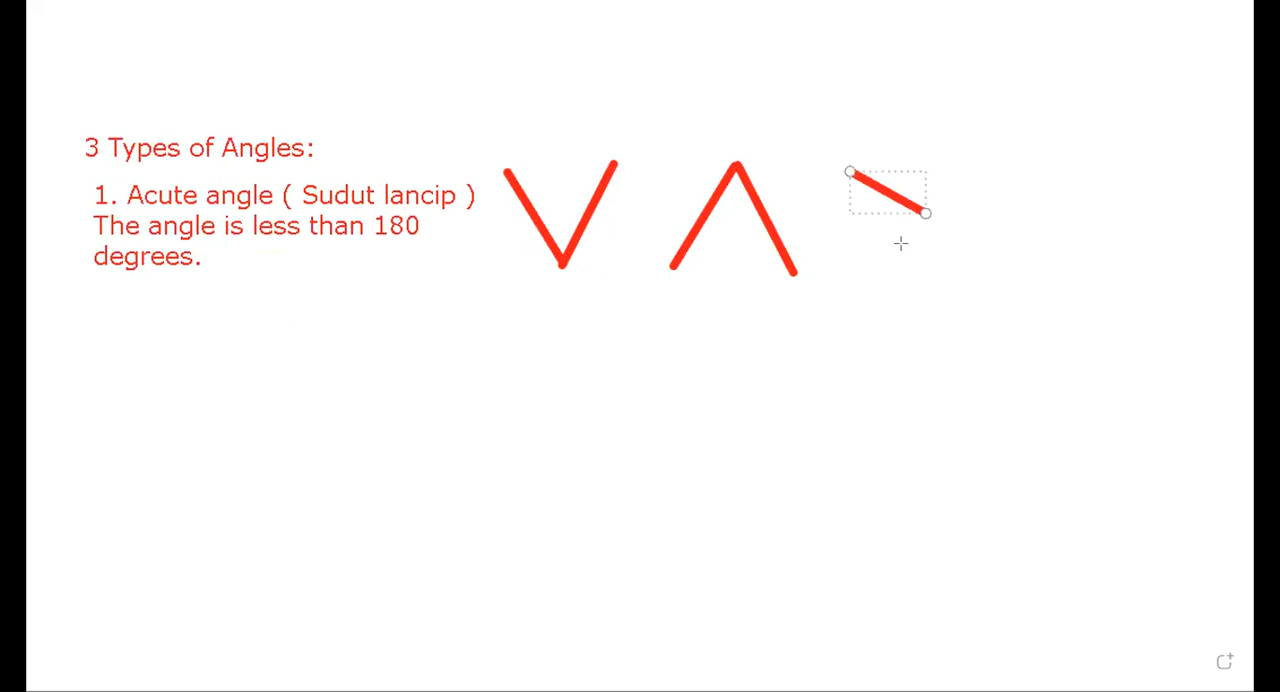 3 Types of Angles:
1. Acute angle ( Sudut lancip )
The angle is less than 180
degrees.